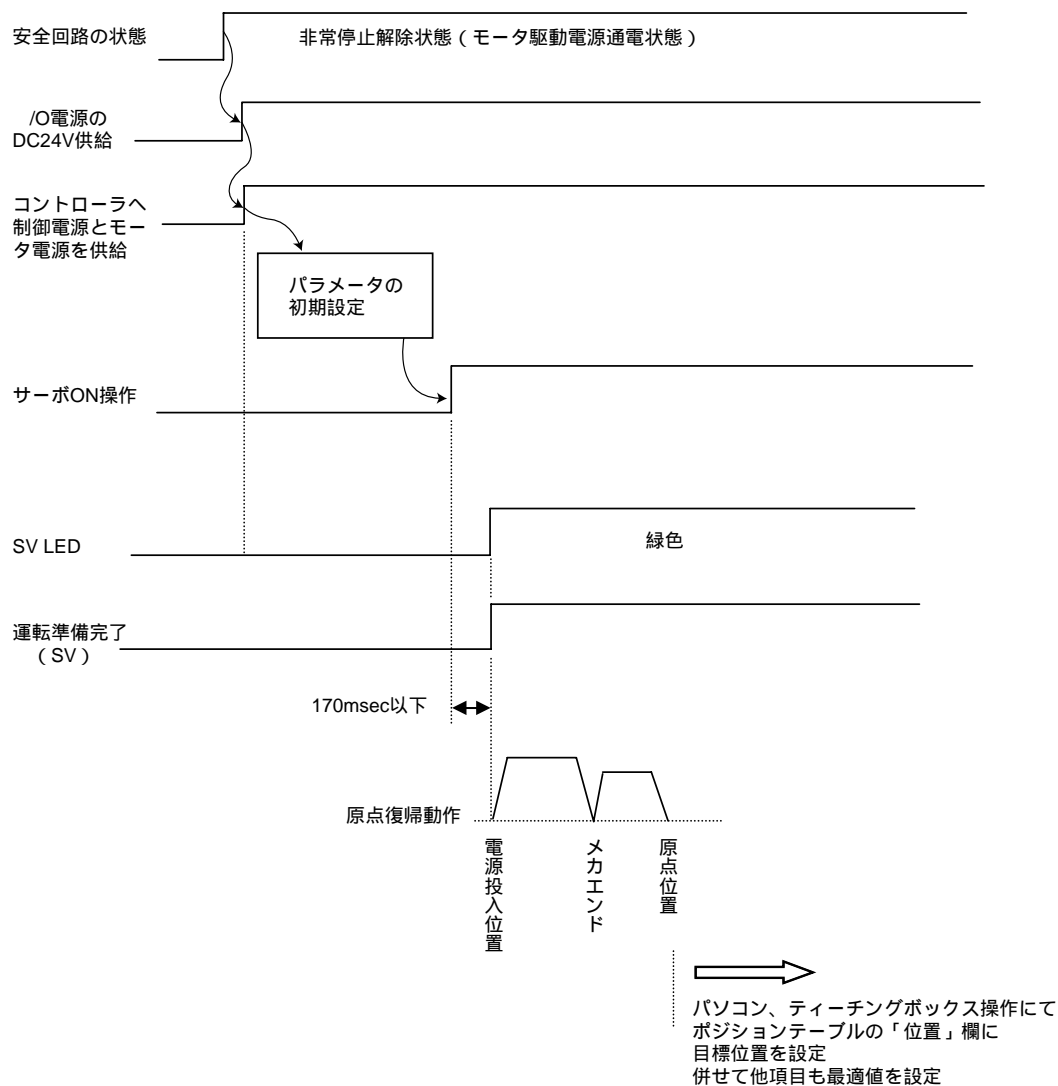 安全回路の状態
非常停止解除状態（モータ駆動電源通電状態）
/O電源の
DC24V供給
コントローラへ
制御電源とモー
タ電源を供給
パラメータの
初期設定
サーボON操作
SV LED
緑色
運転準備完了
（SV）
170msec以下
原点復帰動作
電源投入位置
メカエンド
原点位置
パソコン、ティーチングボックス操作にて
ポジションテーブルの「位置」欄に
目標位置を設定
併せて他項目も最適値を設定